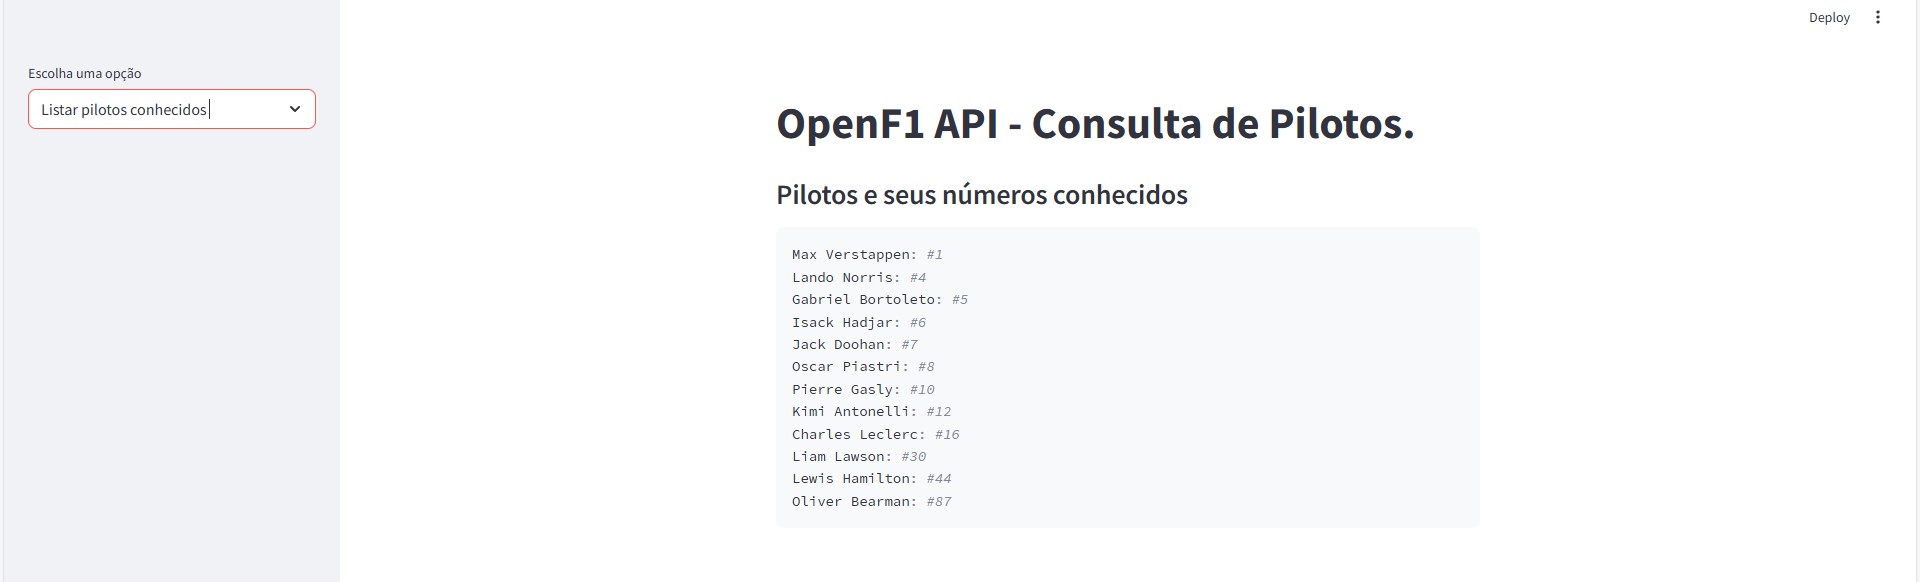 Deploy
Escolha uma opção
Listar pilotos conhecidos
OpenF1 API - Consulta de Pilotos.
Pilotos e seus números conhecidos
Max Verstappen: #1
Lando Norris: #4
Gabriel Bortoleto: #5
Isack Hadjar: #6
Jack Doohan: #7
Oscar Piastri: #8
Pierre Gasly: #10
Kimi Antonelli: #12
Charles Leclerc: #16
Liam Lawson: #30
Lewis Hamilton: #44
Oliver Bearman: #87